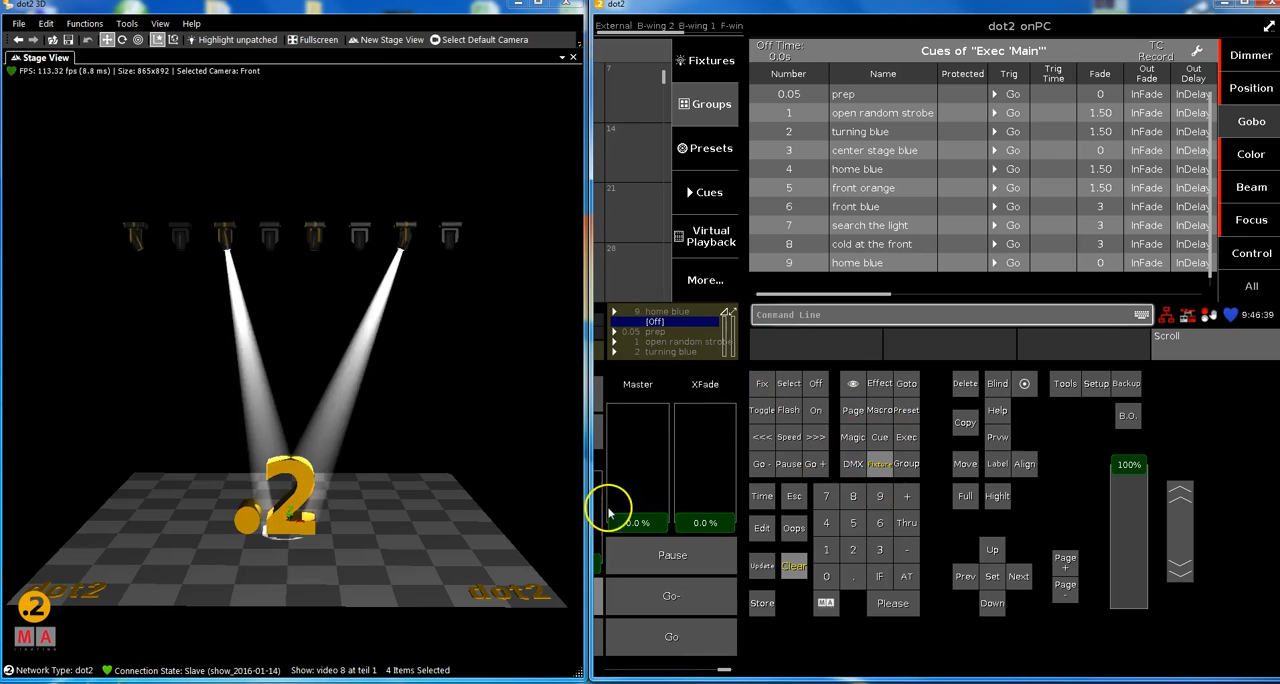 dot2 3D
File Edit Functions Tools View Help
Highlight unpatched Fullscreen New Stage View Select Default Camera
Stage View
FPS: 113.32 fps (8.8 ms) | Size: 865x892 | Selected Camera: Front
.2
dot2 dot2
.2
MA
Network Type: dot2 Connection State: Slave (show_2016-01-14) Show: video 8 at teil 1 4 Items Selected
dot2
External B-wing 2 B-wing 1 F-win
dot2 onPC
7
14
21
28
Fixtures
Groups
Presets
Cues
Virtual Playback
More...
Off Time: 0.0s Cues of "Exec 'Main'" TC Record
Number Name Protected Trig Trig Time Fade Out Fade Out Delay
0.05 prep Go 0 InFade InDelay
1 open random strobe Go 1.50 InFade InDelay
2 turning blue Go 1.50 InFade InDelay
3 center stage blue Go 0 InFade InDelay
4 home blue Go 1.50 InFade InDelay
5 front orange Go 1.50 InFade InDelay
6 front blue Go 3 InFade InDelay
7 search the light Go 3 InFade InDelay
8 cold at the front Go 3 InFade InDelay
9 home blue Go 0 InFade InDelay
Dimmer
Position
Gobo
Color
Beam
Focus
Control
All
9 home blue
[Off]
0.05 prep
1 open random strobe
2 turning blue
Command Line
9:46:39
Scroll
Master XFade
0.0 % 0.0 %
Pause
Go-
Go
Fix Select Off Effect Goto Delete Blind Tools Setup Backup
Toggle Flash On Page Macro Preset Copy Help B.O.
<<< Speed >>> Magic Cue Exec Prvw
Go - Pause Go + DMX Fixture Group Move Label Align 100%
Time Esc 7 8 9 + Full Highlt
Edit Oops 4 5 6 Thru
Update Clear 1 2 3 - Up Page +
0 . IF AT Prev Set Next Page -
Store MA Please Down